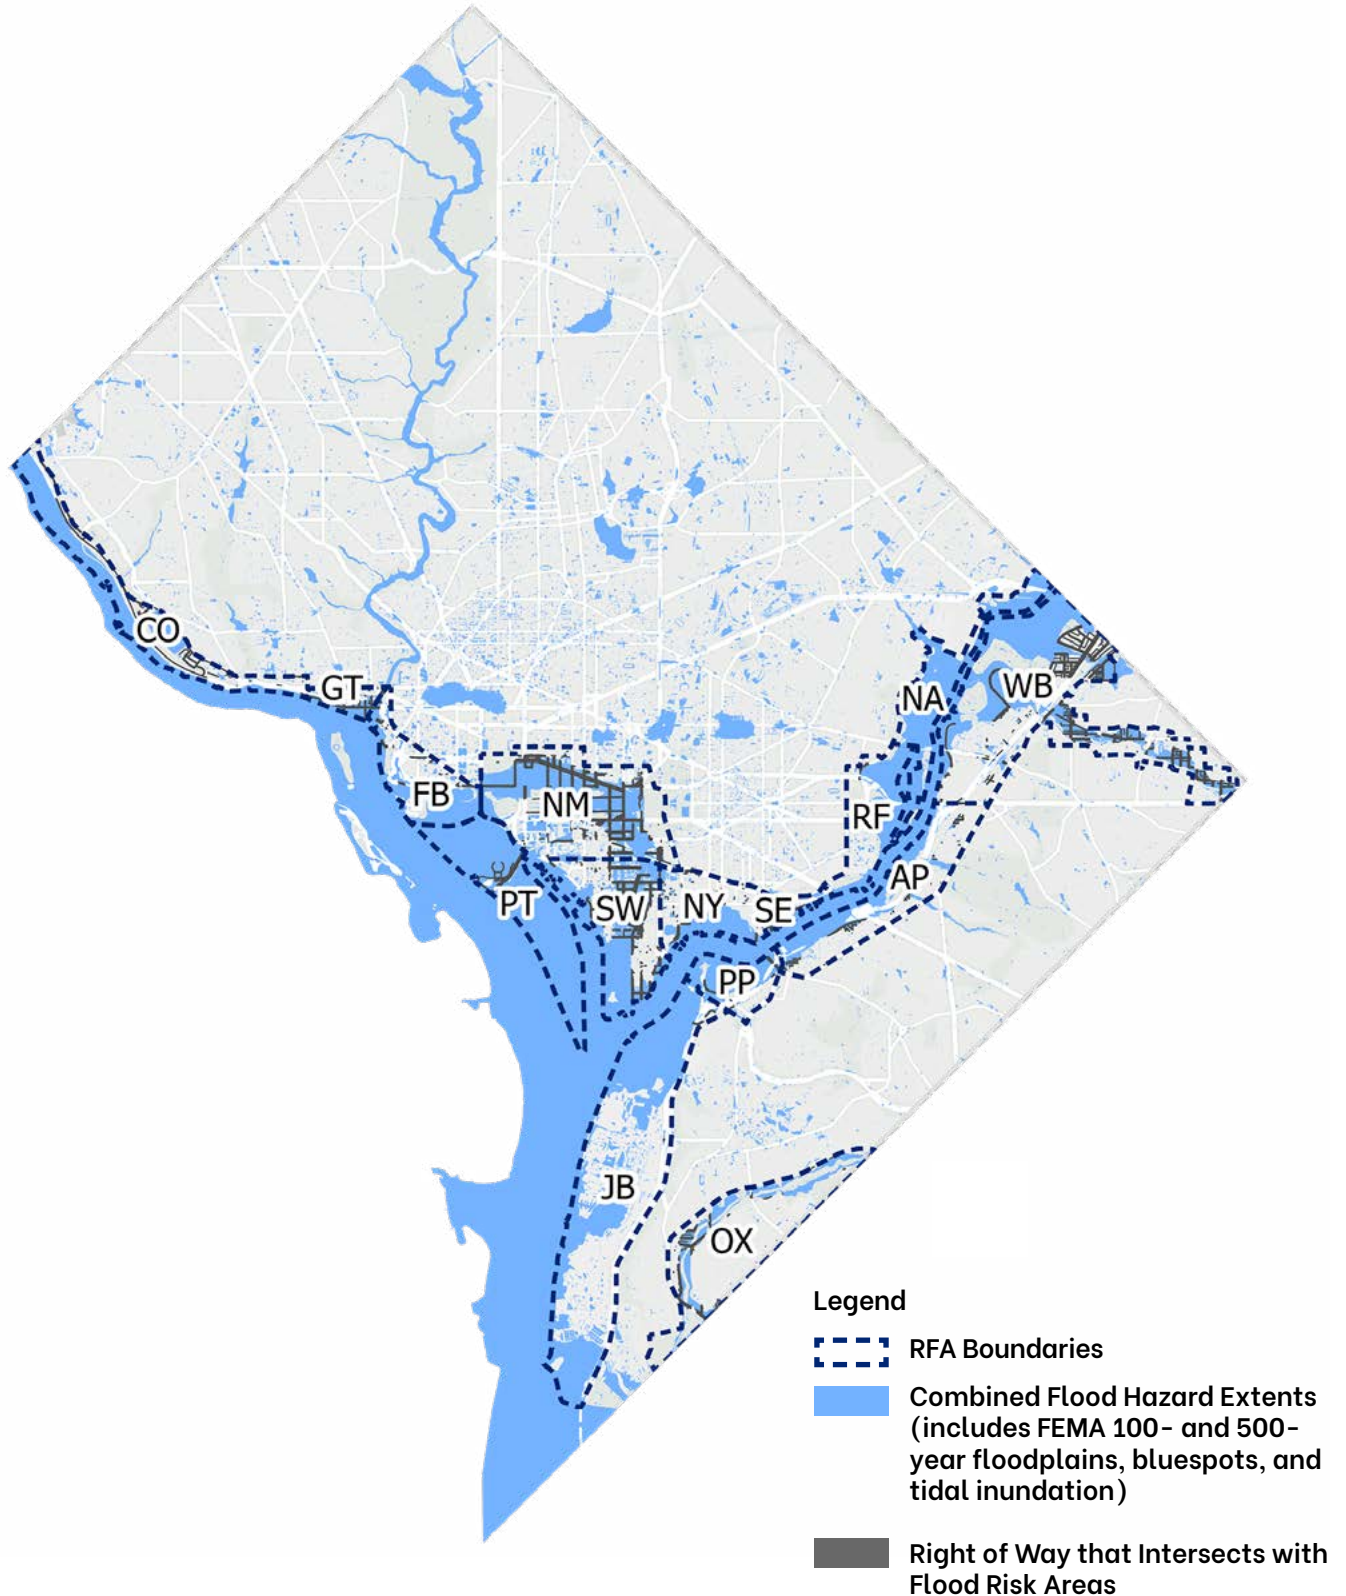 CO
GT
NA
WB
FB
NM
RF
AP
PT
SW
NY
SE
PP
JB
OX
Legend
RFA Boundaries
Combined Flood Hazard Extents
(includes FEMA 100- and 500-
year floodplains, bluespots, and
tidal inundation)
Right of Way that Intersects with
Flood Risk Areas